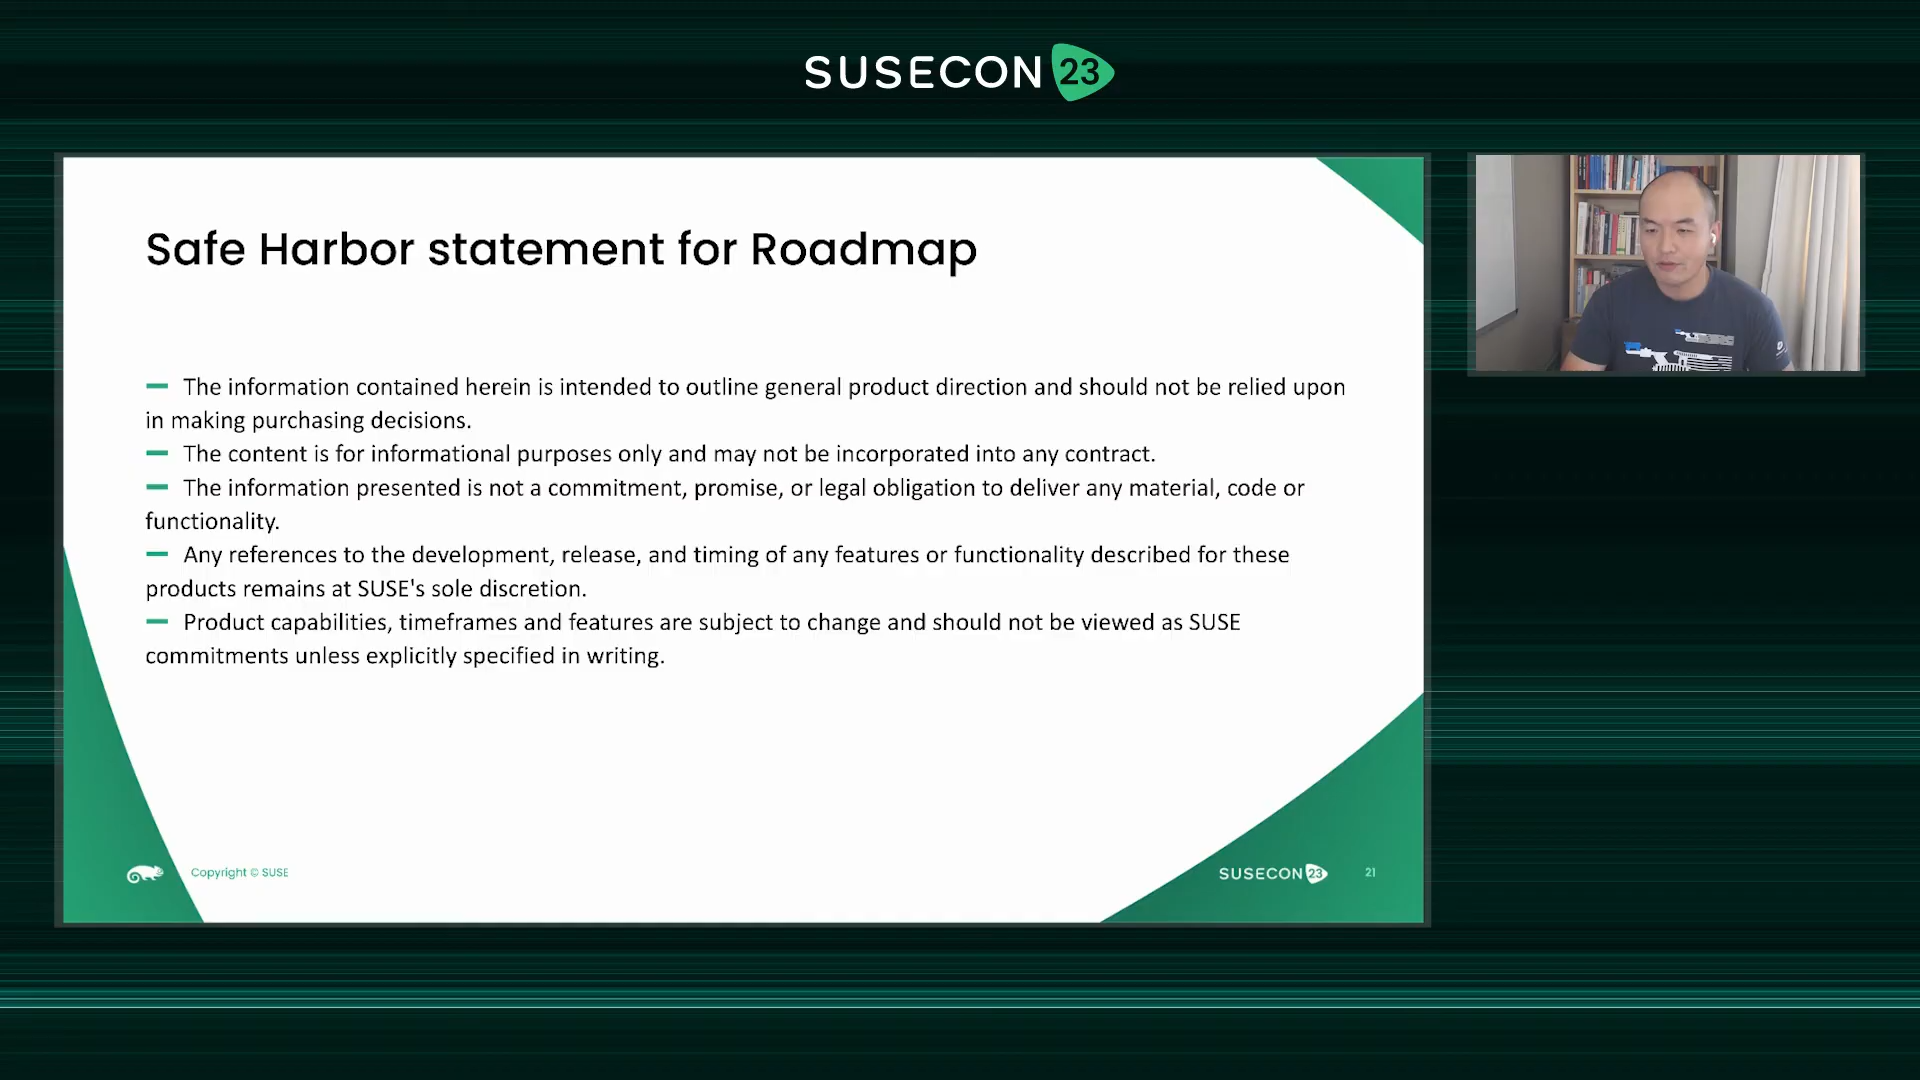 SUSECON 23
Safe Harbor statement for Roadmap
— The information contained herein is intended to outline general product direction and should not be relied upon
in making purchasing decisions.
— The content is for informational purposes only and may not be incorporated into any contract.
— The information presented is not a commitment, promise, or legal obligation to deliver any material, code or
functionality.
— Any references to the development, release, and timing of any features or functionality described for these
products remains at SUSE's sole discretion.
— Product capabilities, timeframes and features are subject to change and should not be viewed as SUSE
commitments unless explicitly specified in writing.
Copyright © SUSE
SUSECON 23
21